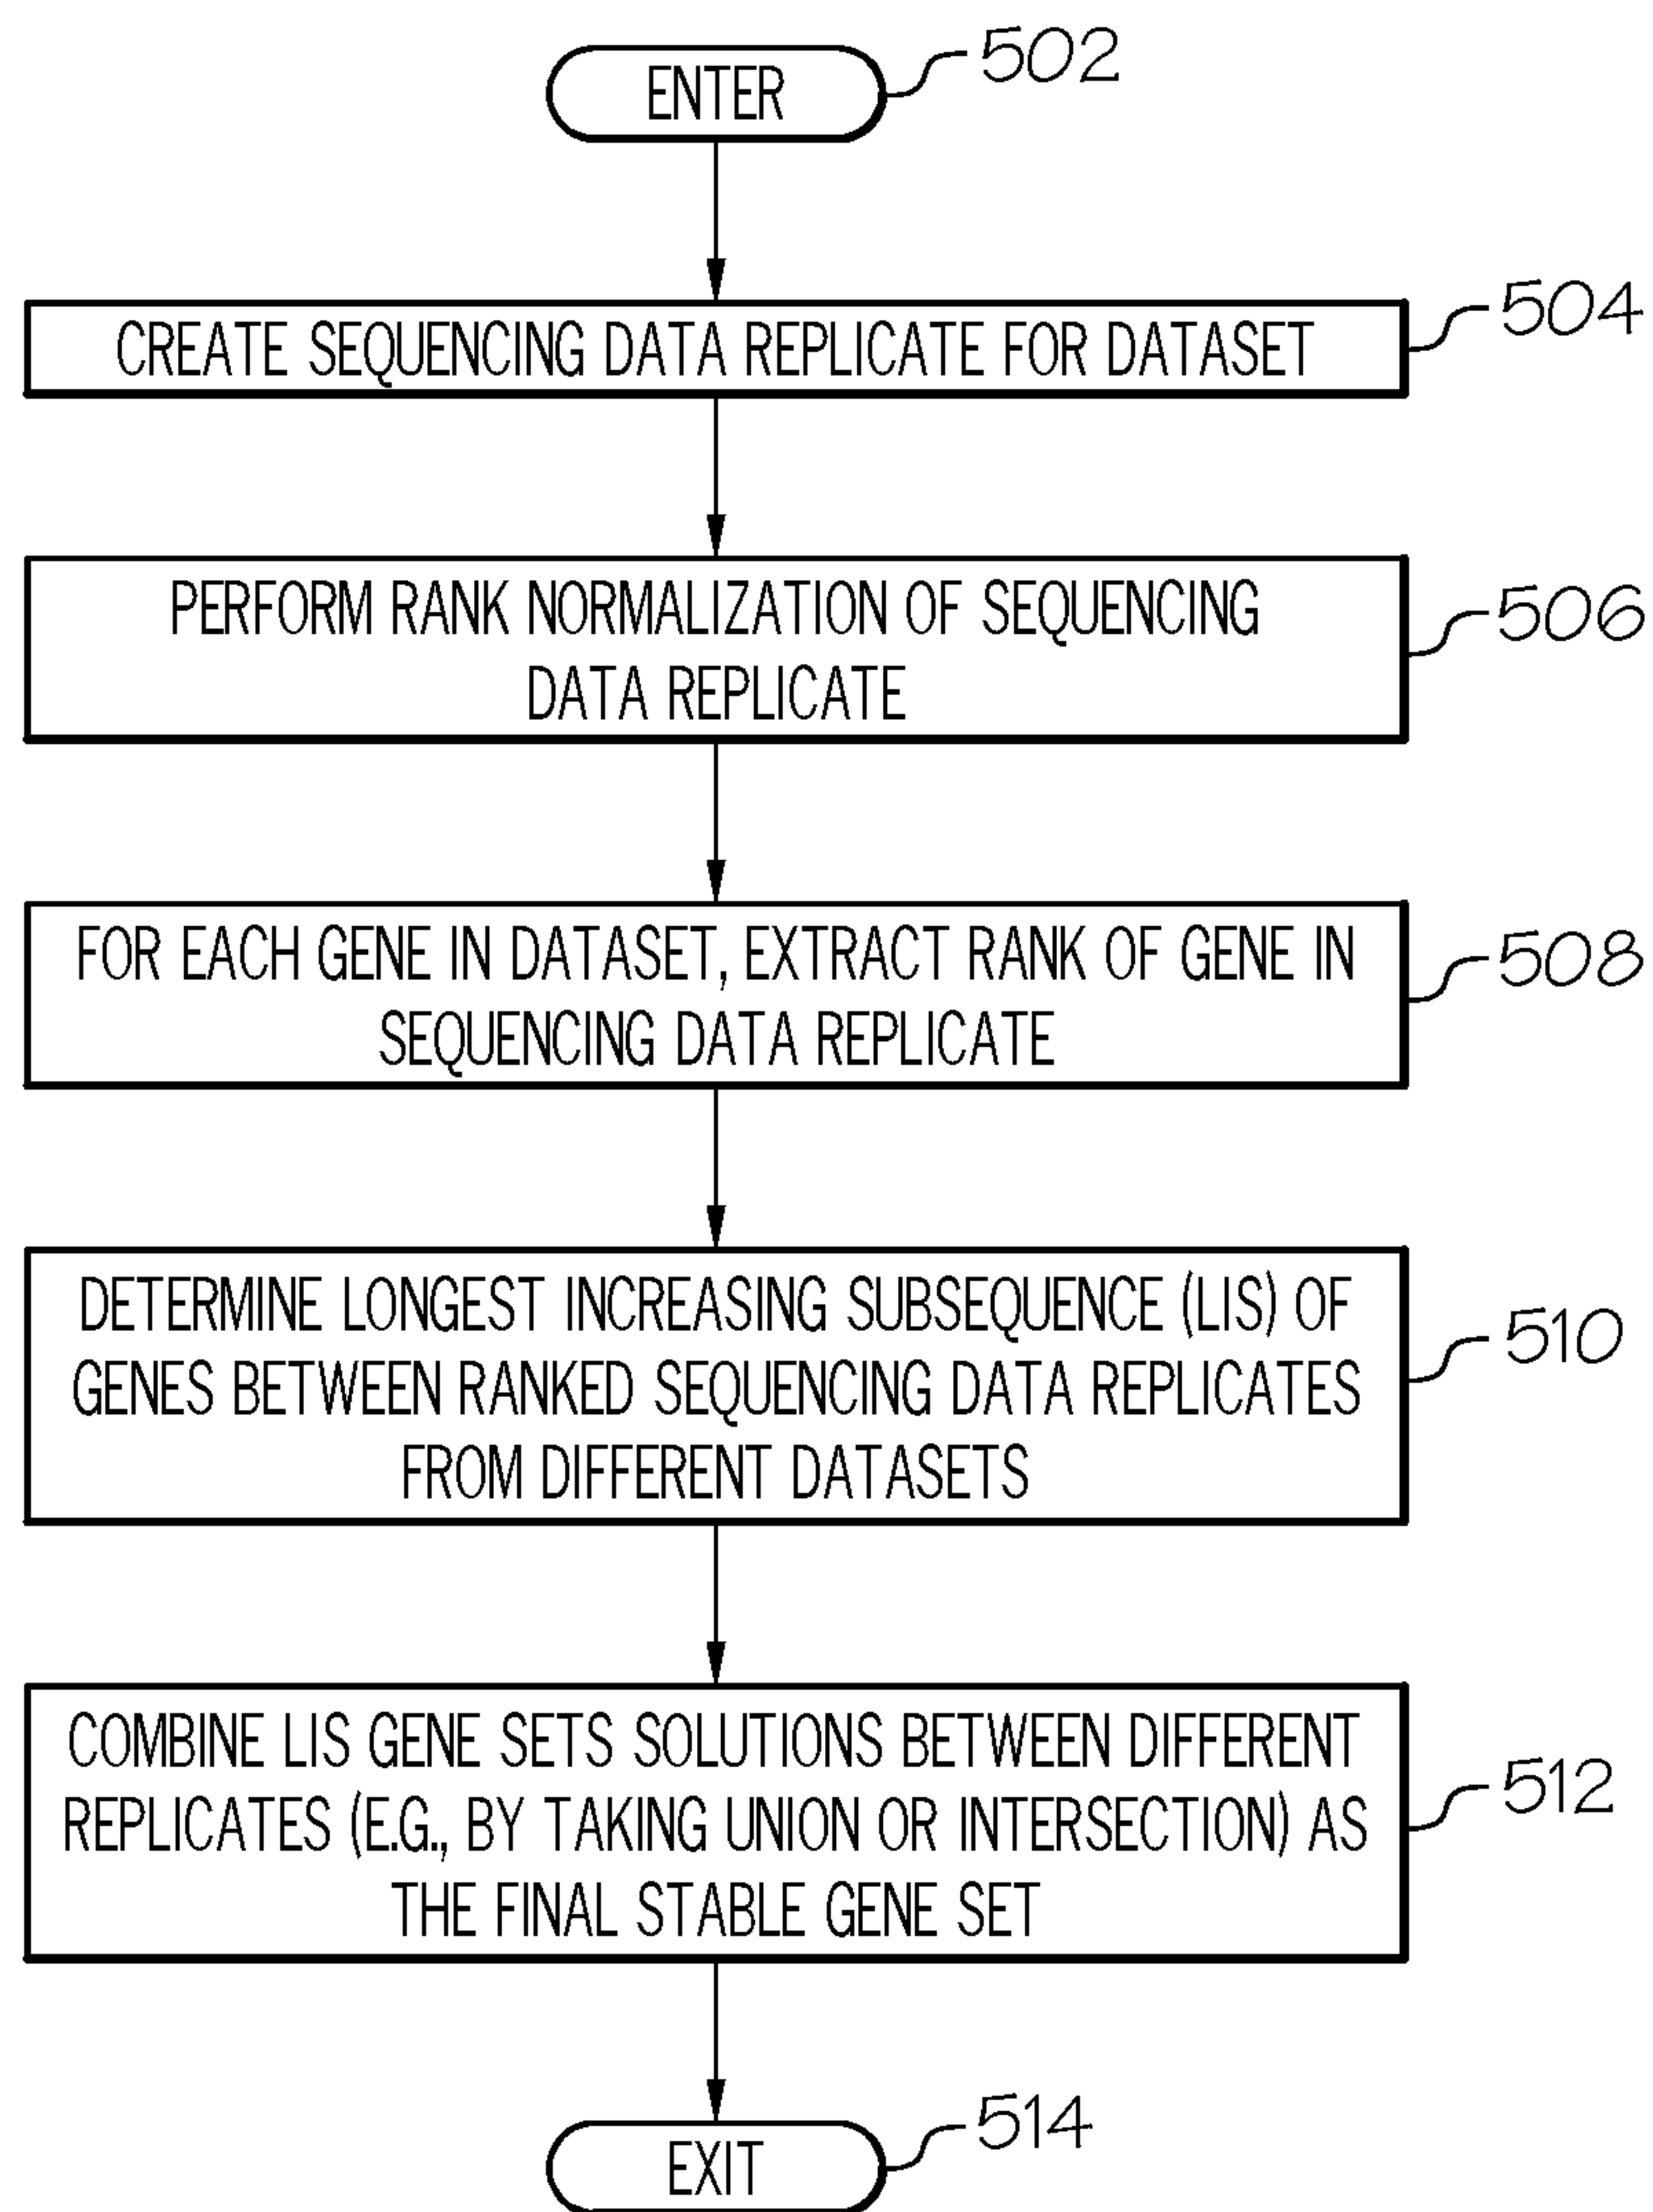 ENTER
502
CREATE SEQUENCING DATA REPLICATE FOR DATASET
504
PERFORM RANK NORMALIZATION OF SEQUENCING
DATA REPLICATE
506
FOR EACH GENE IN DATASET, EXTRACT RANK OF GENE IN
SEQUENCING DATA REPLICATE
508
DETERMINE LONGEST INCREASING SUBSEQUENCE (LIS) OF
GENES BETWEEN RANKED SEQUENCING DATA REPLICATES
FROM DIFFERENT DATASETS
510
COMBINE LIS GENE SETS SOLUTIONS BETWEEN DIFFERENT
REPLICATES (E.G., BY TAKING UNION OR INTERSECTION) AS
THE FINAL STABLE GENE SET
512
EXIT
514